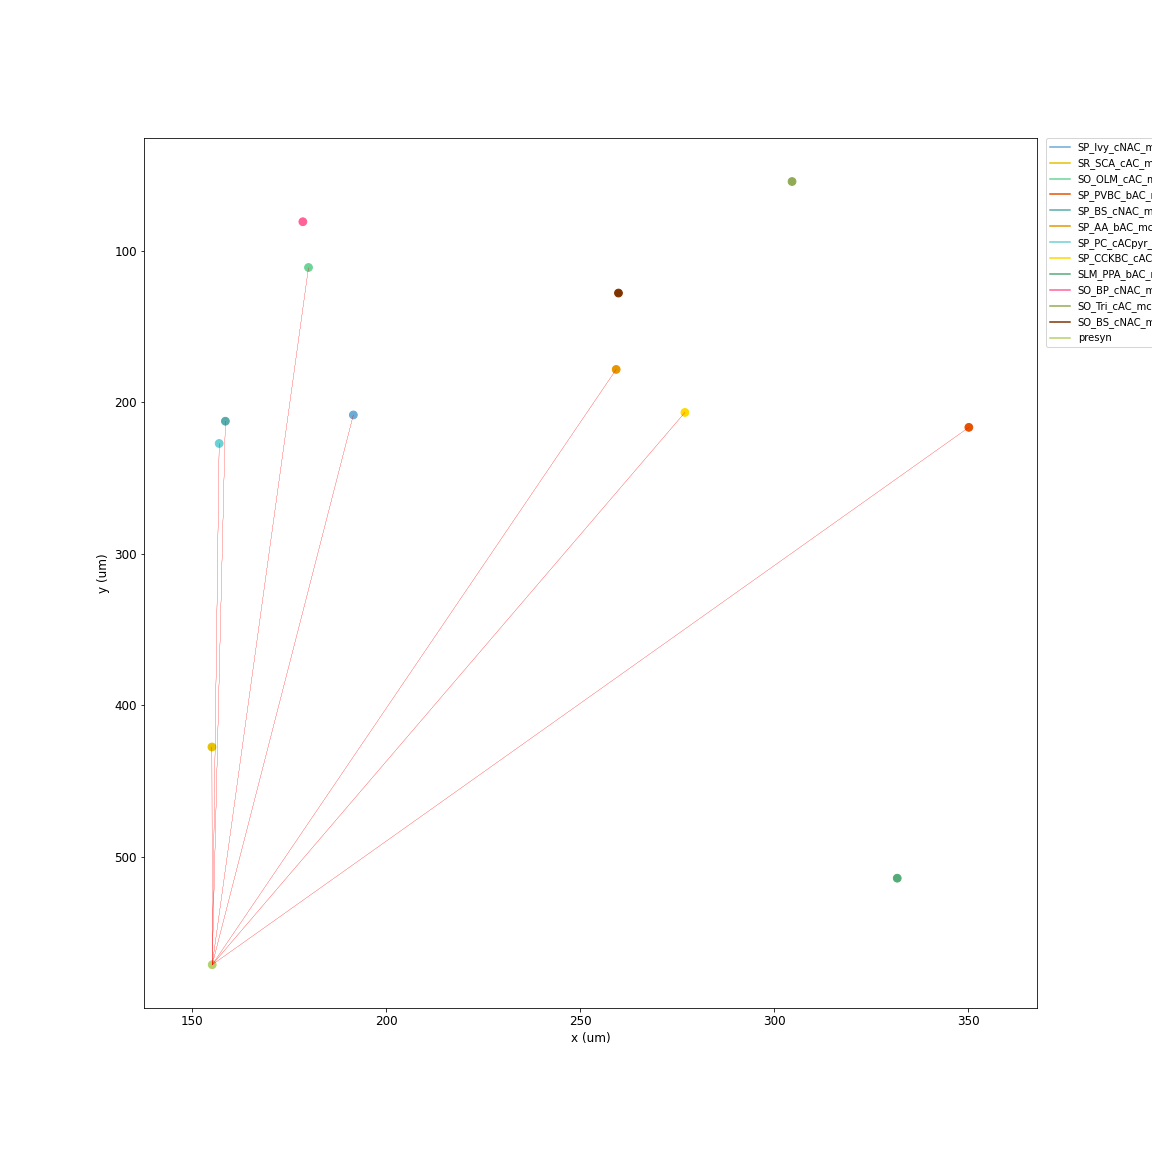 SP_Ivy_cNAC_m
SR_SCA_cAC_m
SO_OLM_cAC_m
SP_PVBC_bAC_
SP_BS_cNAC_m
SP_AA_bAC_mc
SP_PC_cACpyr_
SP_CCKBC_cAC
SLM_PPA_bAC_
SO_BP_cNAC_m
SO_Tri_cAC_mc
SO_BS_cNAC_m
presyn
100
200
300
400
500
y (um)
150 200 250 300 350
x (um)